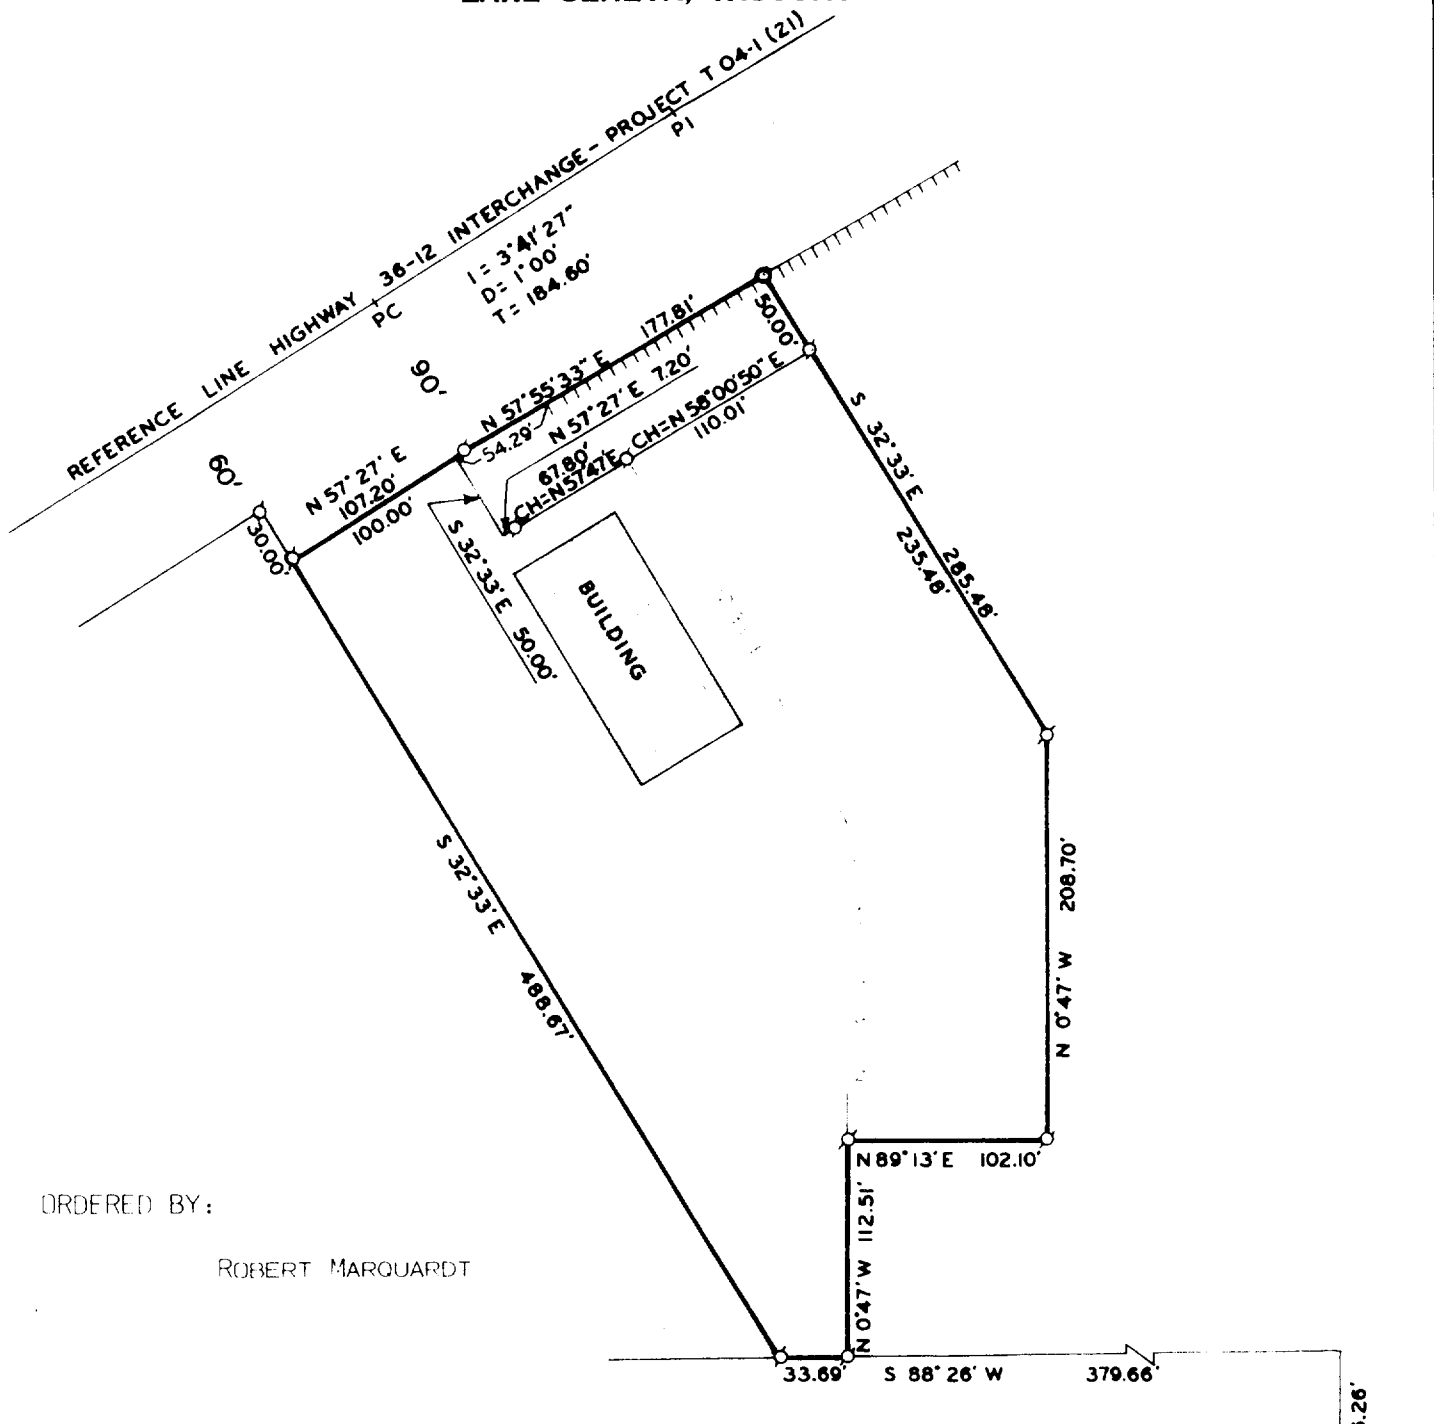 REFERENCE LINE HIGHWAY 36-12 INTERCHANGE - PROJECT T 04-1 (21)
PI
PC
I = 3°41'27"
D = 1°00'
T = 184.60'
90'
60'
30.00'
N 57°27' E
107.20'
100.00'
N 57°55'33" E 177.81'
54.29'
N 57°27' E 7.20'
67.80'
CH=N57°47'E
CH=N 58°00'50" E
110.01'
50.00'
S 32°33' E 50.00'
BUILDING
S 32°33' E
235.48'
285.48'
S 32°33' E 488.67'
N 0°47' W 208.70'
N 89°13' E 102.10'
N 0°47' W 112.51'
33.69'
S 88°26' W 379.66'
ORDERED BY:
ROBERT MARQUARDT